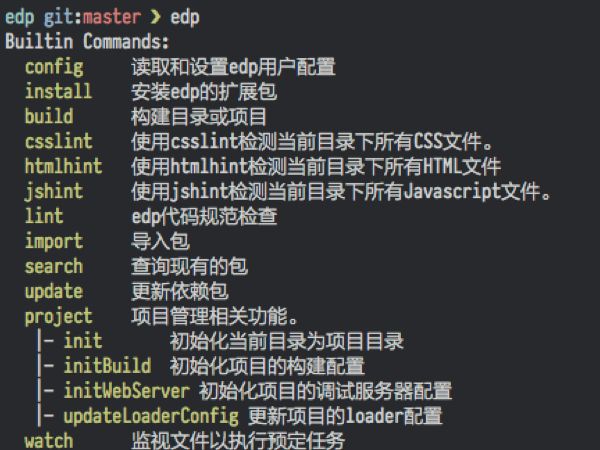 edp git:master ❯ edp
Builtin Commands:
config 读取和设置edp用户配置
install 安装edp的扩展包
build 构建目录或项目
csslint 使用csslint检测当前目录下所有CSS文件。
htmlhint 使用htmlhint检测当前目录下所有HTML文件
jshint 使用jshint检测当前目录下所有Javascript文件。
lint edp代码规范检查
import 导入包
search 查询现有的包
update 更新依赖包
project 项目管理相关功能。
|- init 初始化当前目录为项目目录
|- initBuild 初始化项目的构建配置
|- initWebServer 初始化项目的调试服务器配置
|- updateLoaderConfig 更新项目的loader配置
watch 监视文件以执行预定任务